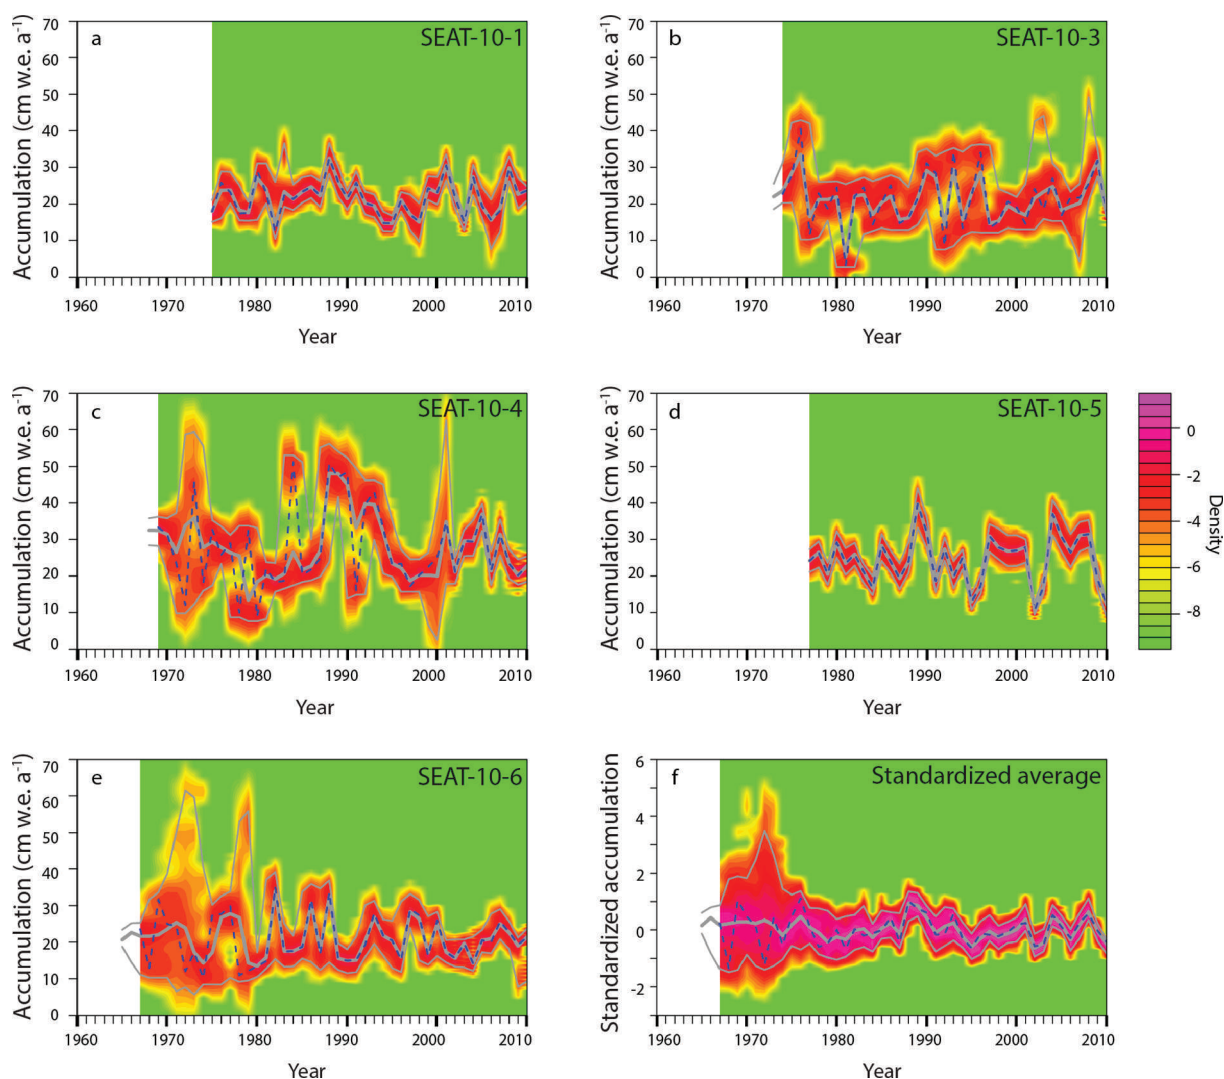 a SEAT-10-1
Accumulation (cm w.e. a⁻¹)
70
60
50
40
30
20
10
0
1960 1970 1980 1990 2000 2010
Year
b SEAT-10-3
Accumulation (cm w.e. a⁻¹)
70
60
50
40
30
20
10
0
1960 1970 1980 1990 2000 2010
Year
c SEAT-10-4
Accumulation (cm w.e. a⁻¹)
70
60
50
40
30
20
10
0
1960 1970 1980 1990 2000 2010
Year
d SEAT-10-5
Accumulation (cm w.e. a⁻¹)
70
60
50
40
30
20
10
0
1960 1970 1980 1990 2000 2010
Year
0
-2
-4
-6
-8
Density
e SEAT-10-6
Accumulation (cm w.e. a⁻¹)
70
60
50
40
30
20
10
0
1960 1970 1980 1990 2000 2010
Year
f Standardized average
Standardized accumulation
6
4
2
0
-2
1960 1970 1980 1990 2000 2010
Year